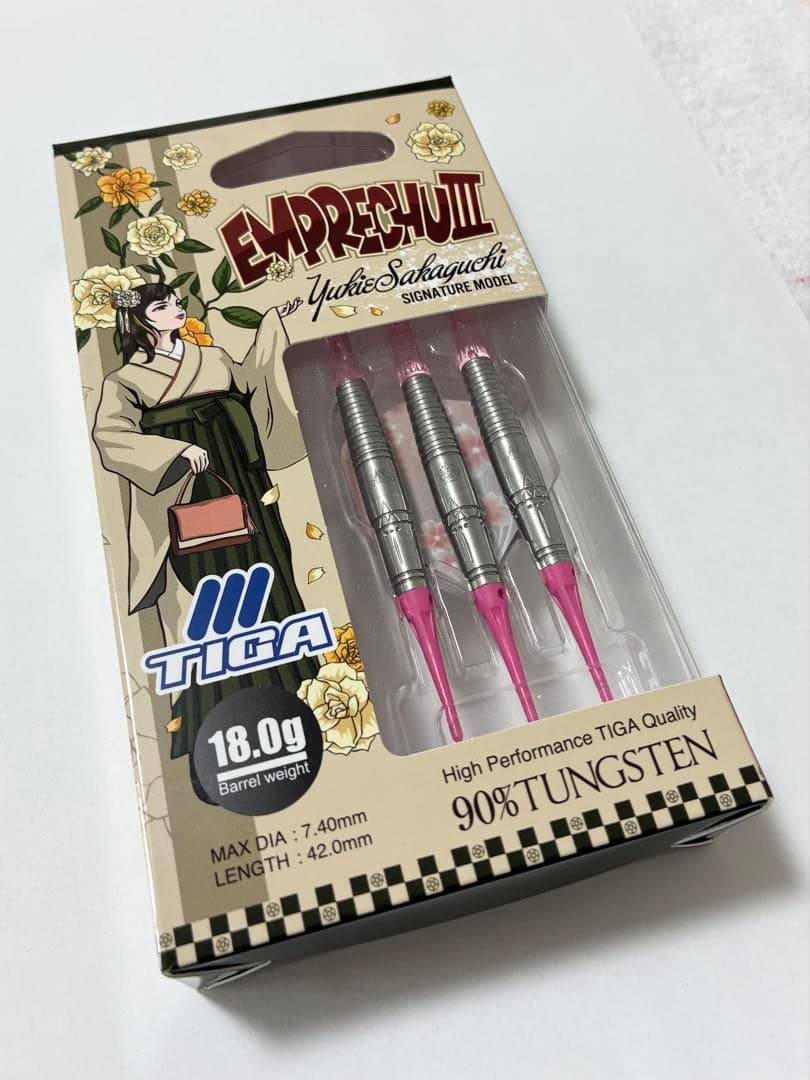 EMPRECHU III
Yukie Sakaguchi
SIGNATURE MODEL
TIGA
18.0g
Barrel weight
MAX DIA : 7.40mm
LENGTH : 42.0mm
High Performance TIGA Quality
90%TUNGSTEN